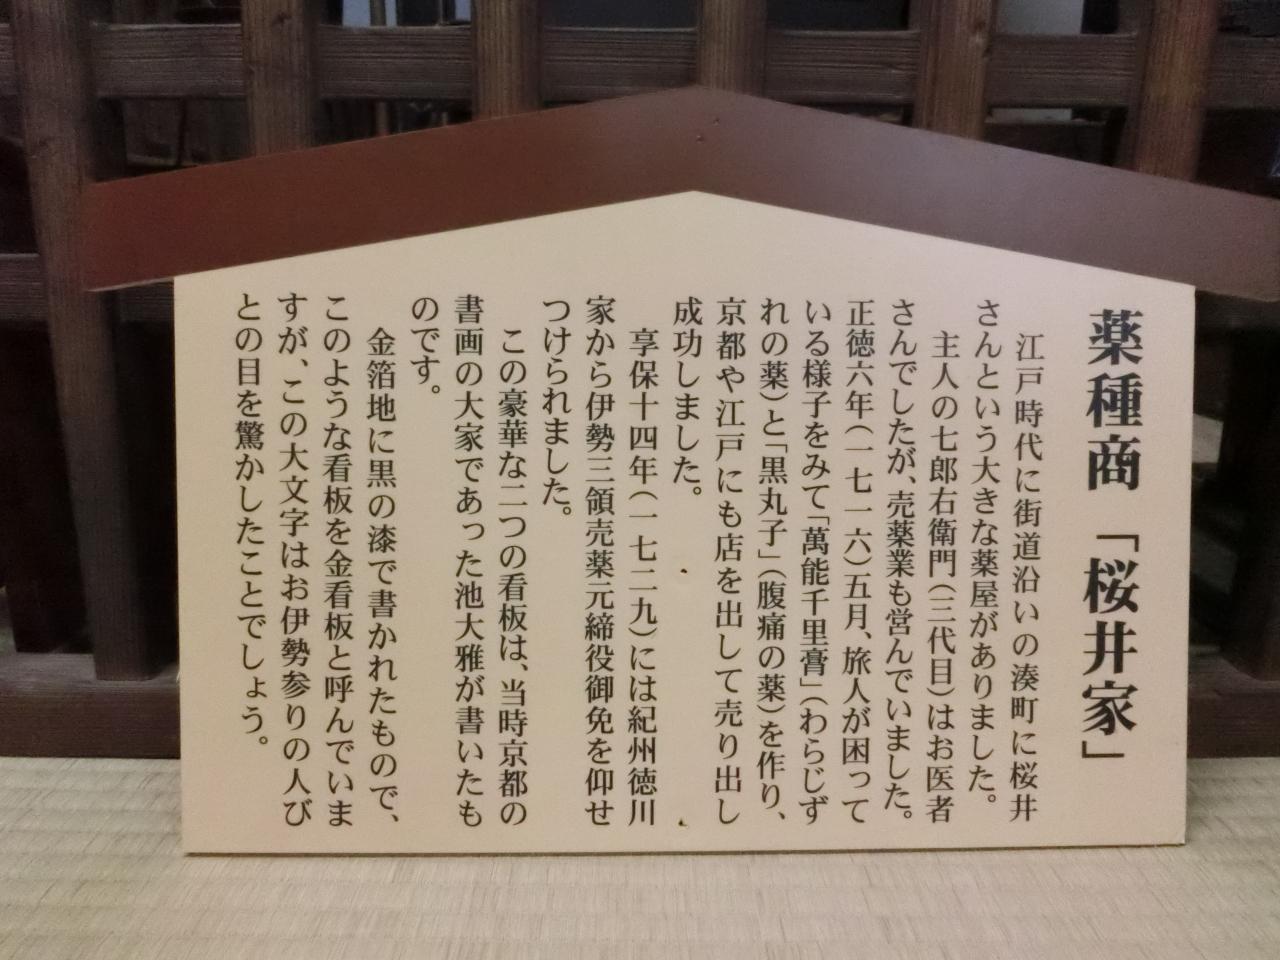 薬種商「桜井家」
江戸時代に街道沿いの湊町に桜井
さんという大きな薬屋がありました。
主人の七郎右衛門(三代目)はお医者
さんでしたが、売薬業も営んでいました。
正徳六年(一七一六)五月、旅人が困って
いる様子をみて「萬能千里膏」(わらじず
れの薬)と「黒丸子」(腹痛の薬)を作り、
京都や江戸にも店を出して売り出し
成功しました。
享保十四年(一七二九)には紀州徳川
家から伊勢三領売薬元締役御免を仰せ
つけられました。
この豪華な二つの看板は、当時京都の
書画の大家であった池大雅が書いたも
のです。
金箔地に黒の漆で書かれたもので、
このような看板を金看板と呼んでいま
すが、この大文字はお伊勢参りの人び
との目を驚かしたことでしょう。